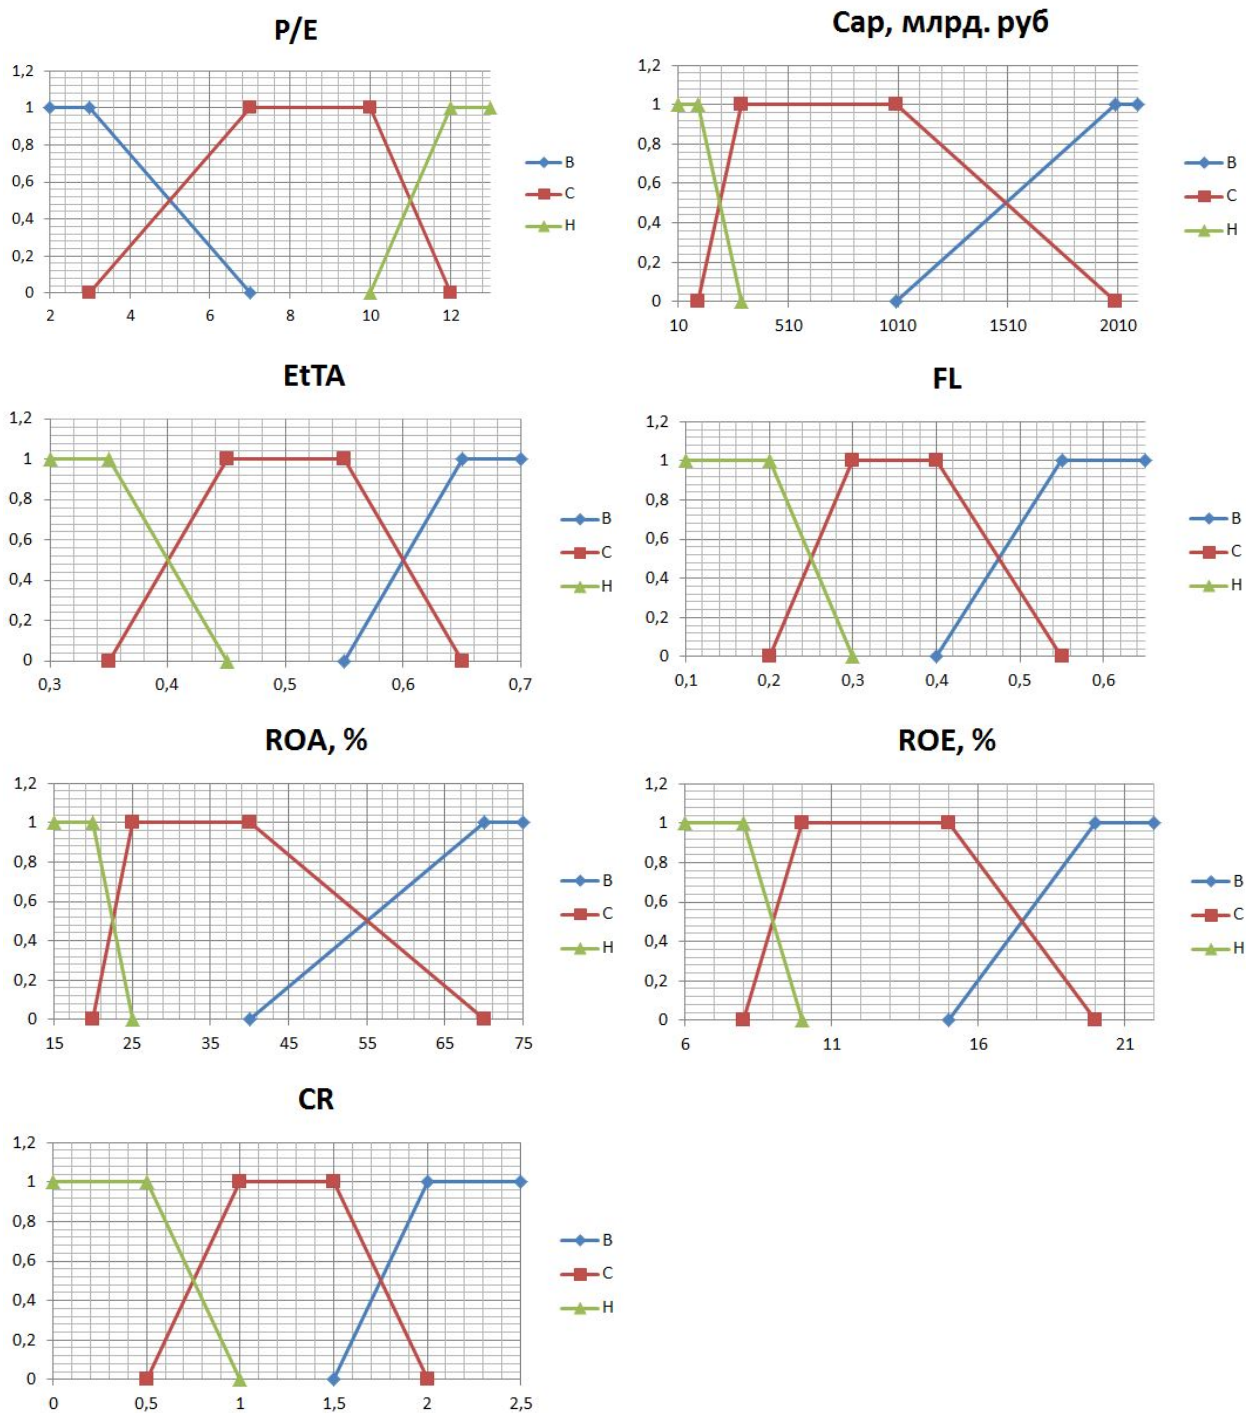 P/E
1,2
1
0,8
0,6
0,4
0,2
0
2 4 6 8 10 12
B
C
H
Cap, млрд. руб
1,2
1
0,8
0,6
0,4
0,2
0
10 510 1010 1510 2010
B
C
H
EtTA
1,2
1
0,8
0,6
0,4
0,2
0
0,3 0,4 0,5 0,6 0,7
B
C
H
FL
1,2
1
0,8
0,6
0,4
0,2
0
0,1 0,2 0,3 0,4 0,5 0,6
B
C
H
ROA, %
1,2
1
0,8
0,6
0,4
0,2
0
15 25 35 45 55 65 75
B
C
H
ROE, %
1,2
1
0,8
0,6
0,4
0,2
0
6 11 16 21
B
C
H
CR
1,2
1
0,8
0,6
0,4
0,2
0
0 0,5 1 1,5 2 2,5
B
C
H